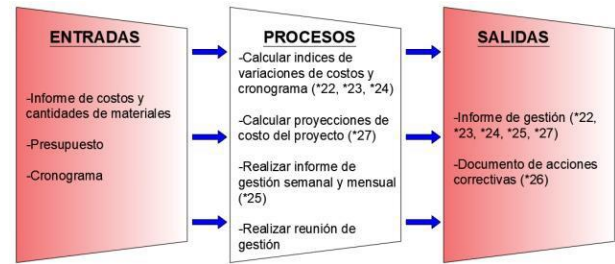 ENTRADAS
-Informe de costos y
cantidades de materiales
-Presupuesto
-Cronograma
PROCESOS
-Calcular indices de
variaciones de costos y
cronograma (*22, *23, *24)
-Calcular proyecciones de
costo del proyecto (*27)
-Realizar informe de
gestión semanal y mensual
(*25)
-Realizar reunión de
gestión
SALIDAS
-Informe de gestión (*22,
*23, *24, *25, *27)
-Documento de acciones
correctivas (*26)